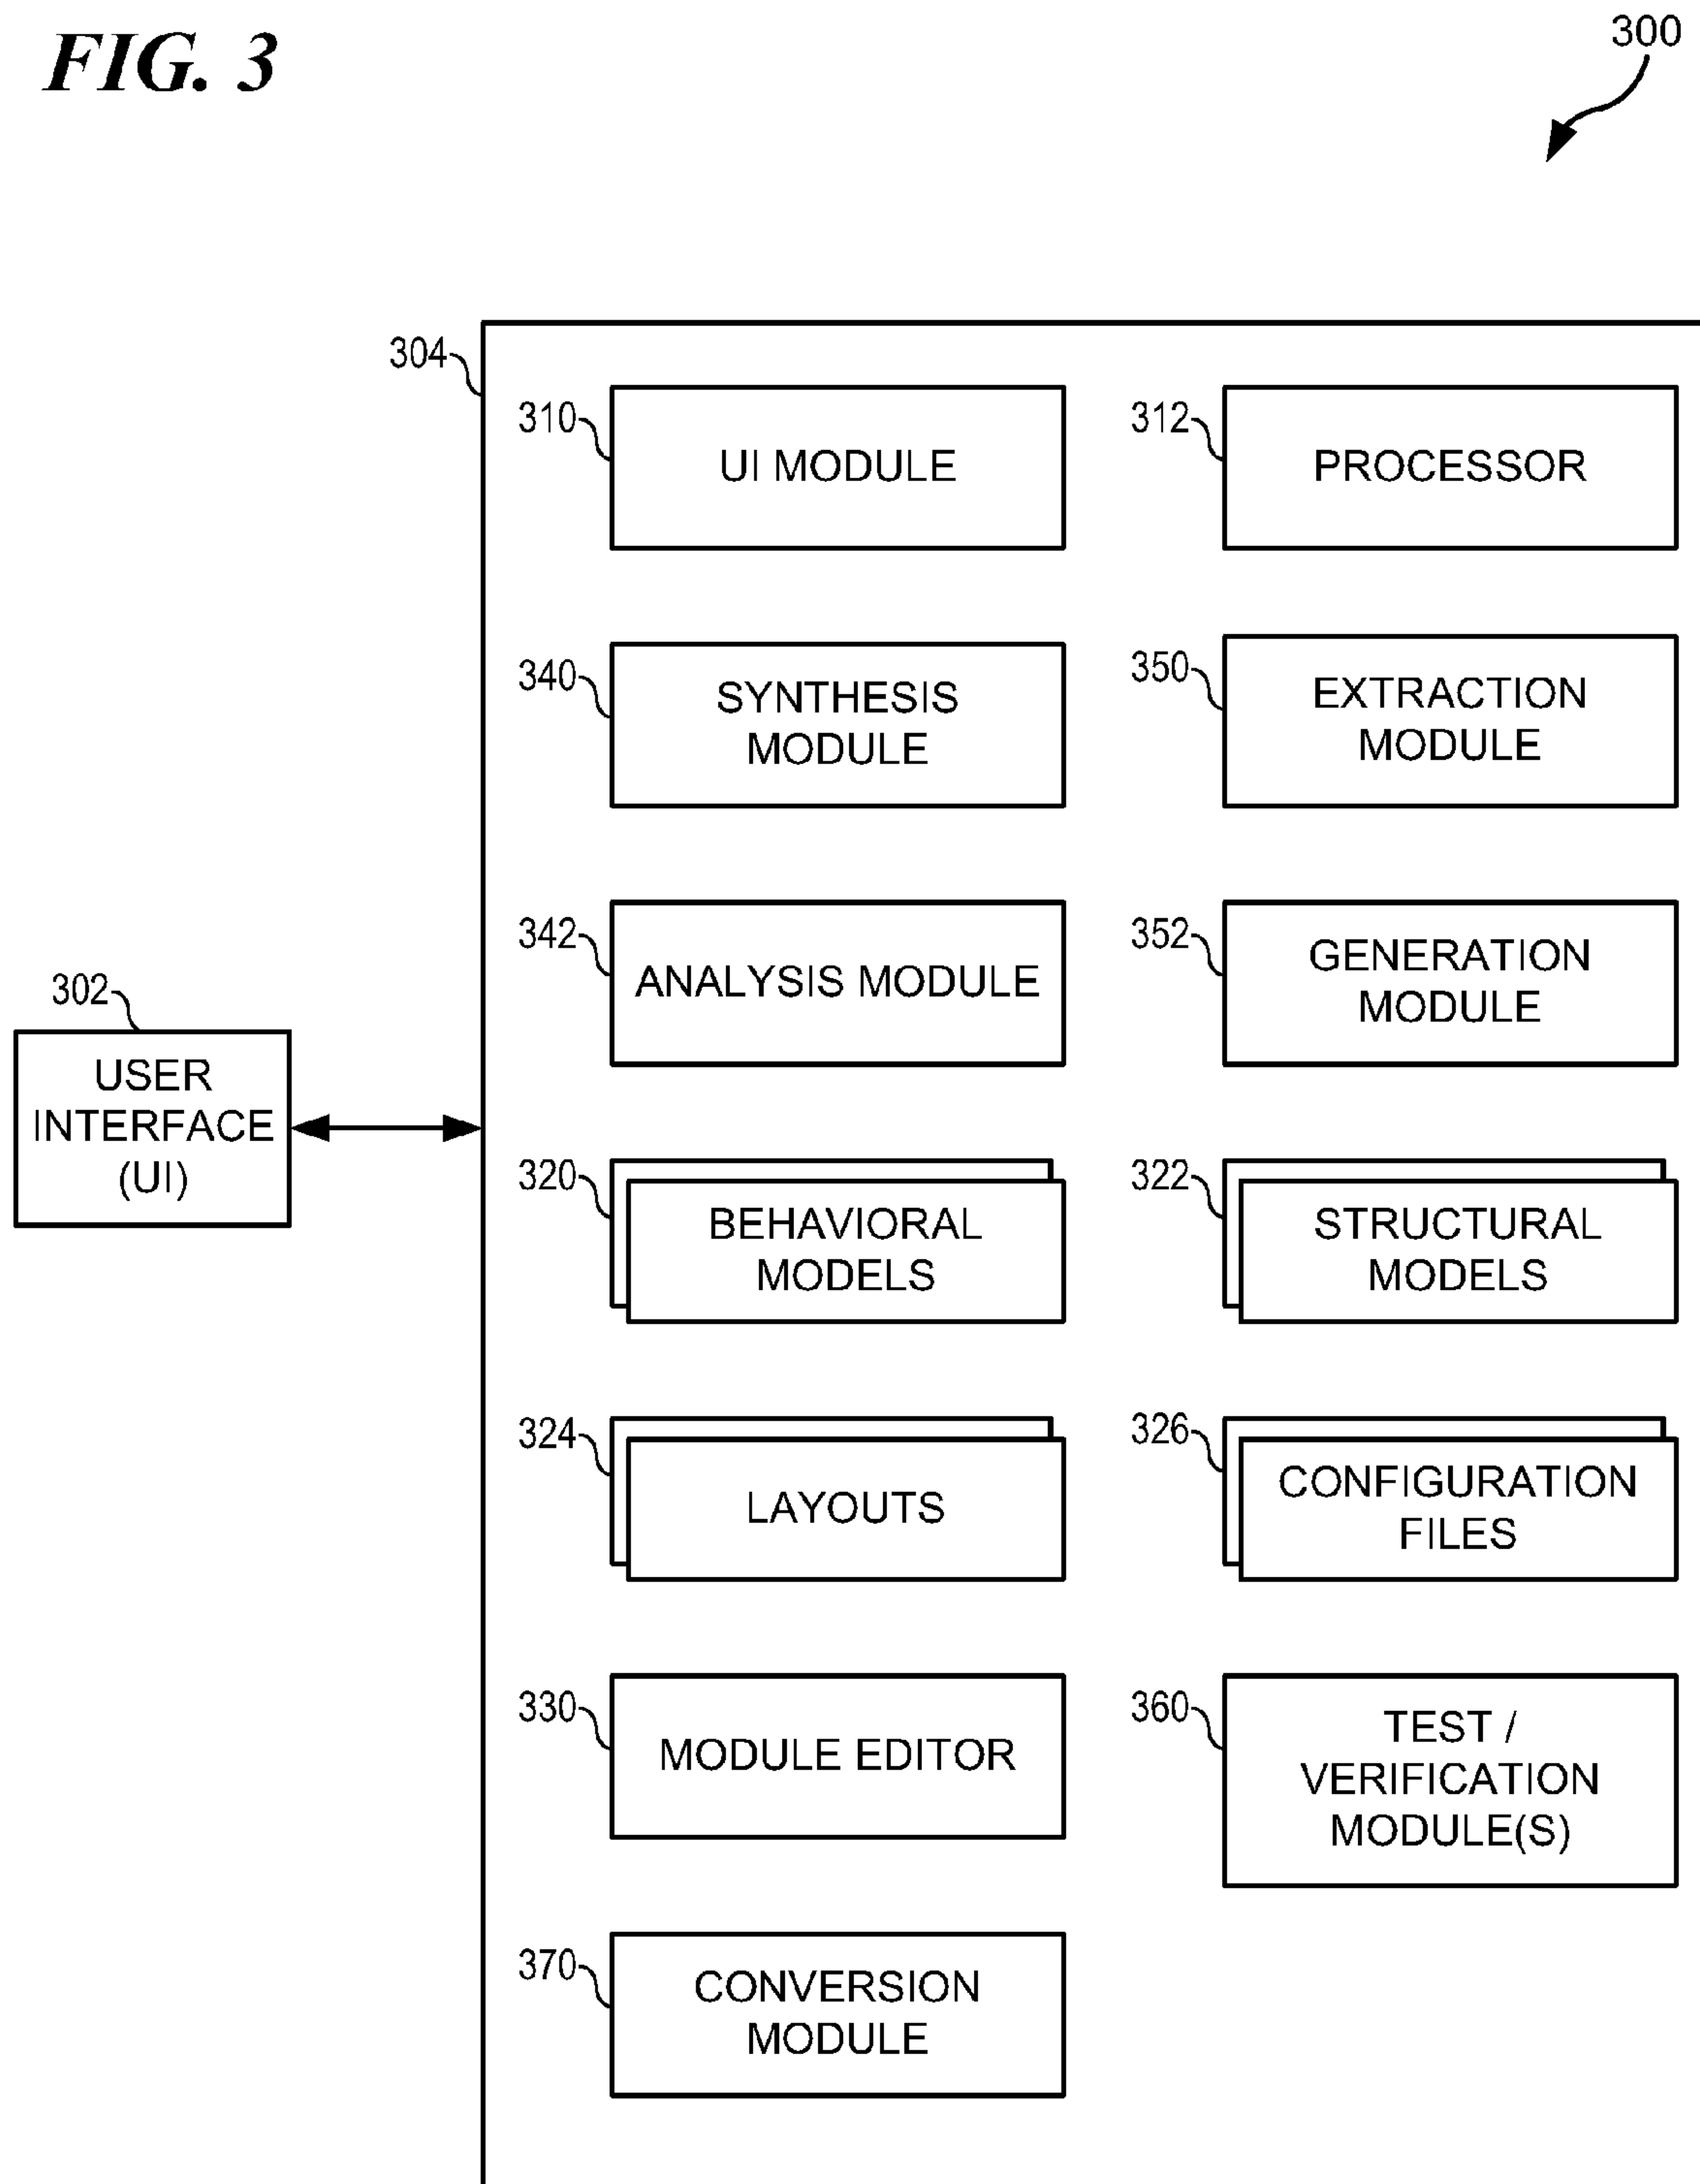 FIG. 3
300
304
310
UI MODULE
312
PROCESSOR
340
SYNTHESIS
MODULE
350
EXTRACTION
MODULE
342
ANALYSIS MODULE
352
GENERATION
MODULE
302
USER
INTERFACE
(UI)
320
BEHAVIORAL
MODELS
322
STRUCTURAL
MODELS
324
LAYOUTS
326
CONFIGURATION
FILES
330
MODULE EDITOR
360
TEST /
VERIFICATION
MODULE(S)
370
CONVERSION
MODULE